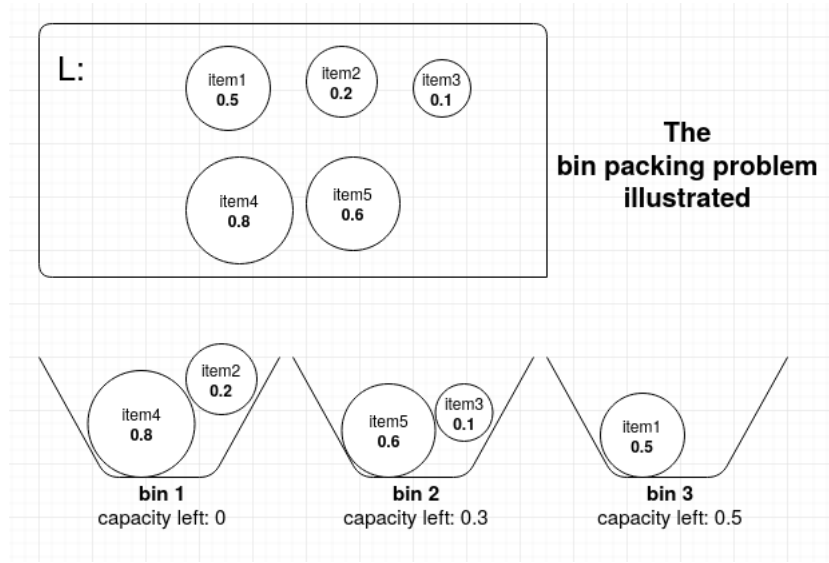 L:
item1
0.5
item2
0.2
item3
0.1
item4
0.8
item5
0.6
The
bin packing problem
illustrated
item4
0.8
item2
0.2
bin 1
capacity left: 0
item5
0.6
item3
0.1
bin 2
capacity left: 0.3
item1
0.5
bin 3
capacity left: 0.5